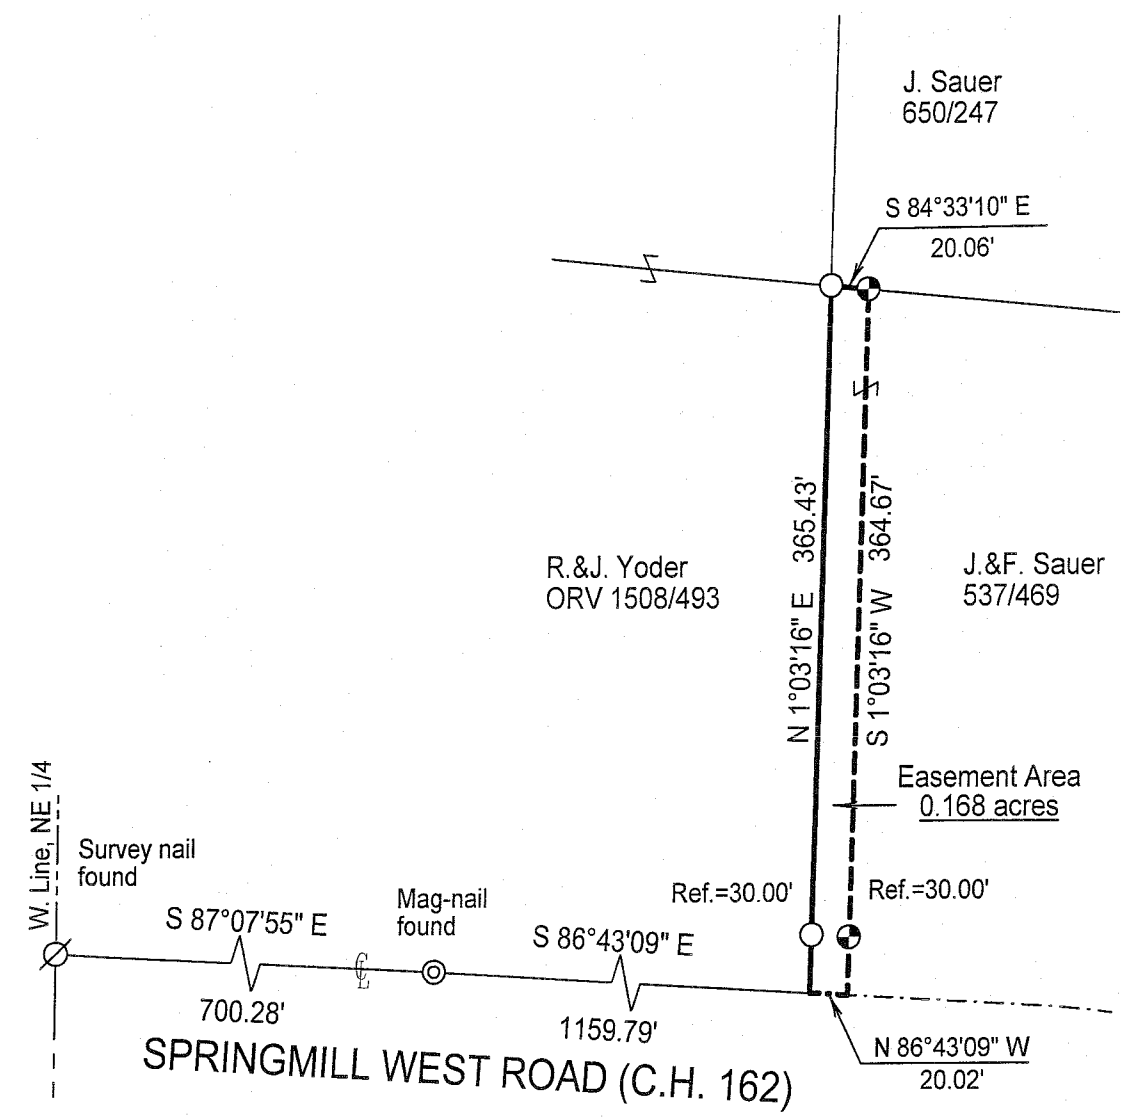 J. Sauer
650/247
S 84°33'10" E
20.06'
N 1°03'16" E 365.43'
S 1°03'16" W 364.67'
R.&J. Yoder
ORV 1508/493
J.&F. Sauer
537/469
Easement Area
0.168 acres
W. Line, NE 1/4
Survey nail
found
Mag-nail
found
Ref.=30.00'
Ref.=30.00'
S 87°07'55" E
700.28'
CL
S 86°43'09" E
1159.79'
N 86°43'09" W
20.02'
SPRINGMILL WEST ROAD (C.H. 162)